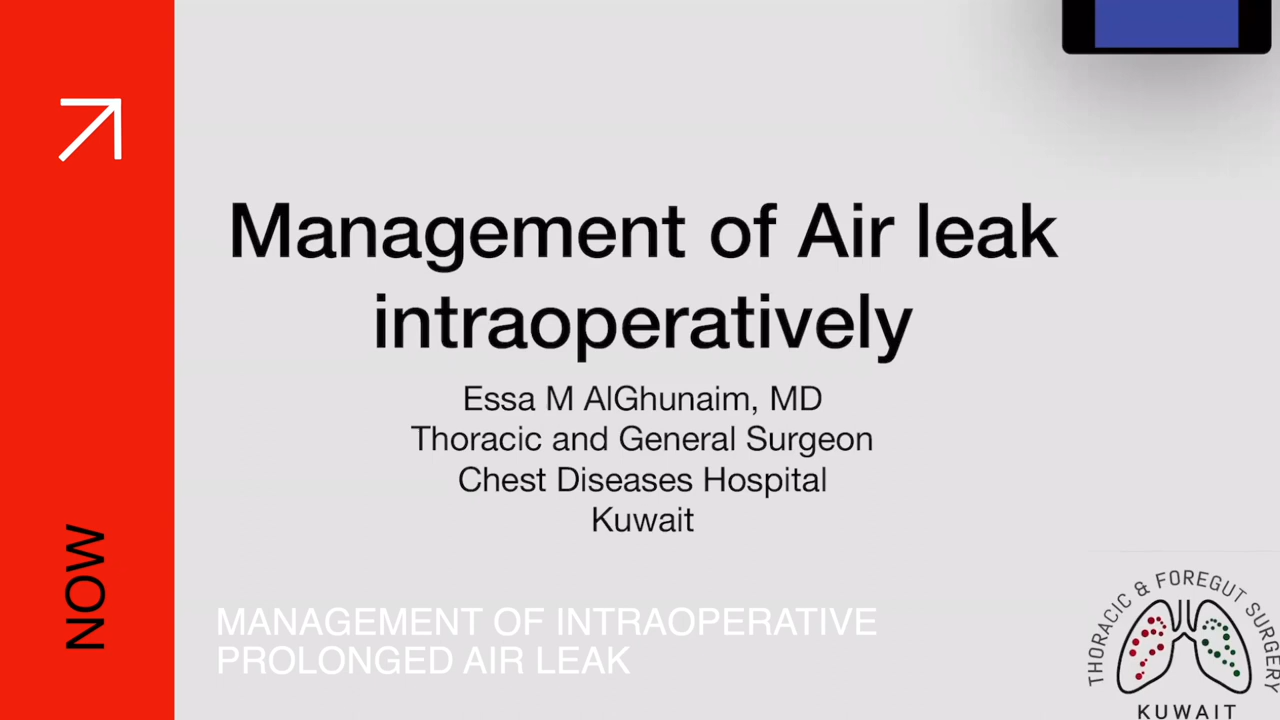 Management of Air leak
intraoperatively
Essa M AlGhunaim, MD
Thoracic and General Surgeon
Chest Diseases Hospital
Kuwait
NOW
MANAGEMENT OF INTRAOPERATIVE
PROLONGED AIR LEAK
THORACIC & FOREGUT SURGERY
KUWAIT